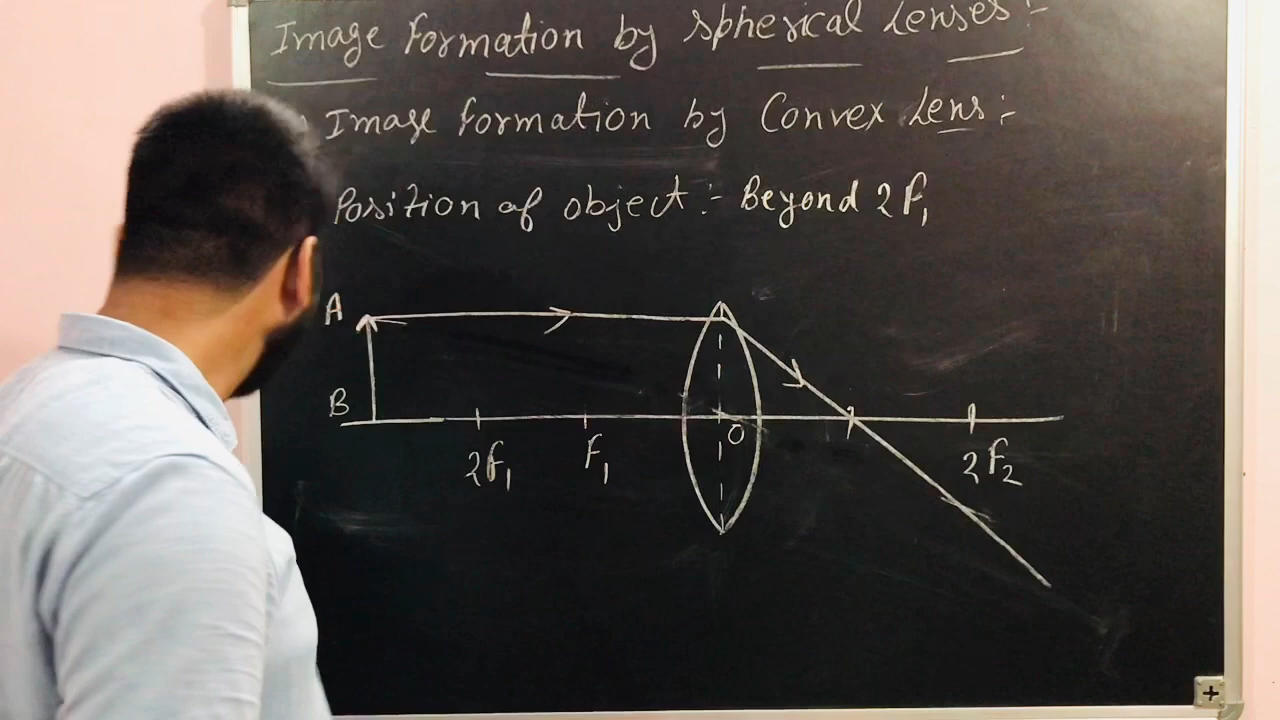 Image Formation by Spherical Lenses:-
Image Formation by Convex Lens:-
Position of object:- Beyond 2F₁
A
B
2F₁ F₁ O 2F₂